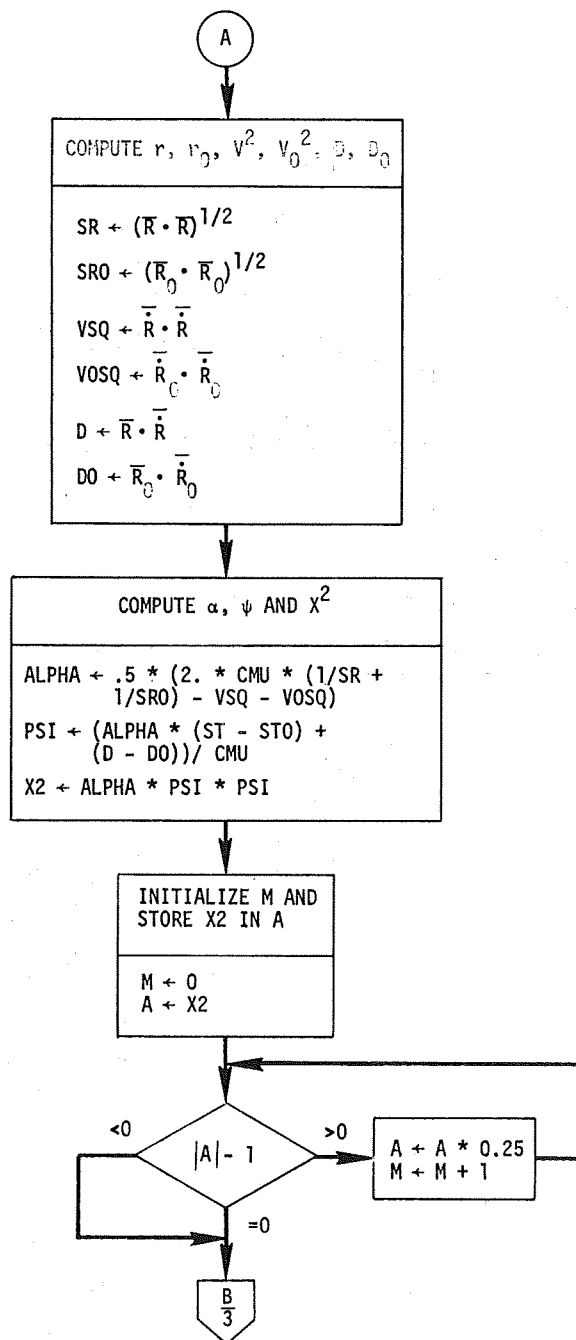 A
COMPUTE r, r₀, V², V₀², D, D₀
SR ← (R̅ · R̅)^1/2
SRO ← (R̅₀ · R̅₀)^1/2
VSQ ← Ṙ̅ · Ṙ̅
VOSQ ← Ṙ̅₀ · Ṙ̅₀
D ← R̅ · Ṙ̅
DO ← R̅₀ · Ṙ̅₀
COMPUTE α, ψ AND X²
ALPHA ← .5 * (2. * CMU * (1/SR +
1/SRO) - VSQ - VOSQ)
PSI ← (ALPHA * (ST - STO) +
(D - DO))/ CMU
X2 ← ALPHA * PSI * PSI
INITIALIZE M AND
STORE X2 IN A
M ← 0
A ← X2
<0
|A| - 1
>0
A ← A * 0.25
M ← M + 1
=0
B
3